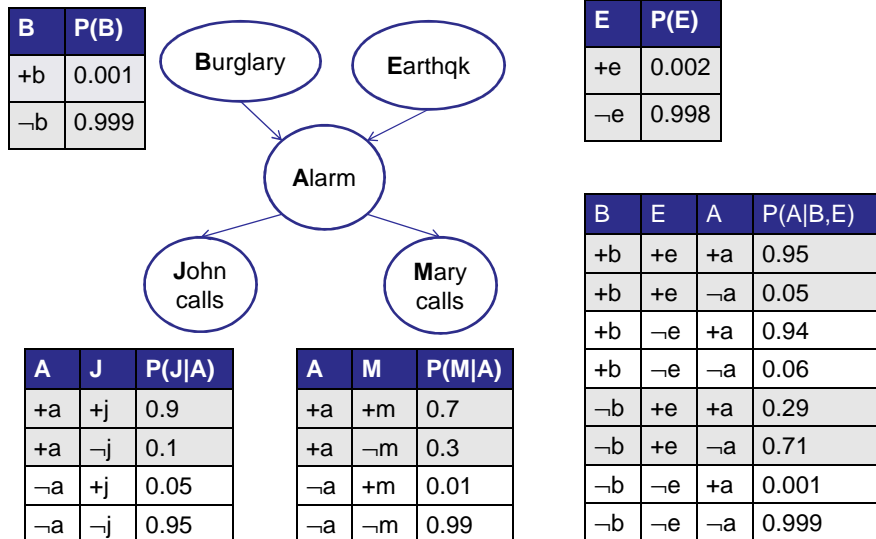 B P(B)
+b 0.001
¬b 0.999
Burglary
Earthqk
E P(E)
+e 0.002
¬e 0.998
Alarm
John
calls
Mary
calls
A J P(J|A)
+a +j 0.9
+a ¬j 0.1
¬a +j 0.05
¬a ¬j 0.95
A M P(M|A)
+a +m 0.7
+a ¬m 0.3
¬a +m 0.01
¬a ¬m 0.99
B E A P(A|B,E)
+b +e +a 0.95
+b +e ¬a 0.05
+b ¬e +a 0.94
+b ¬e ¬a 0.06
¬b +e +a 0.29
¬b +e ¬a 0.71
¬b ¬e +a 0.001
¬b ¬e ¬a 0.999